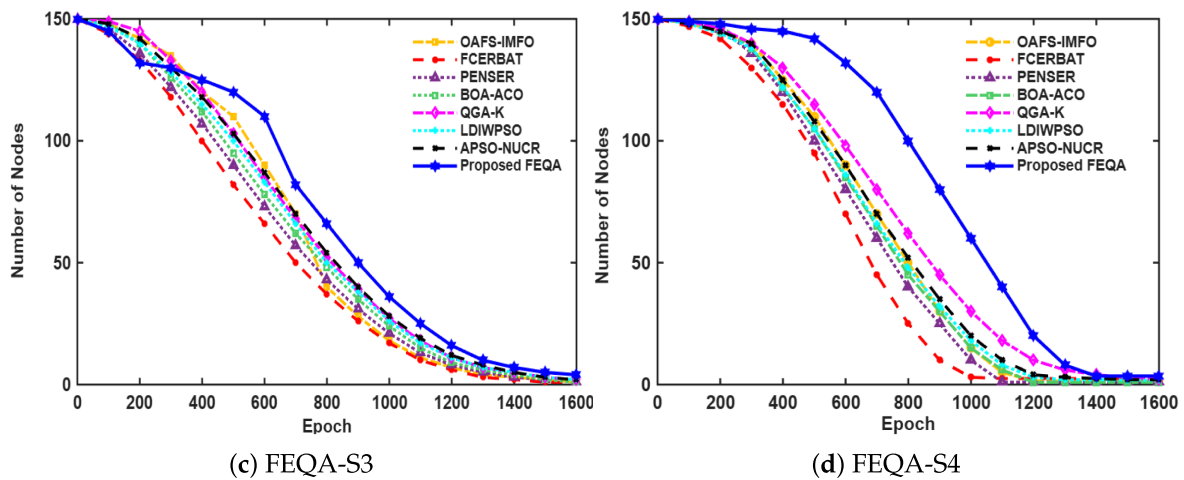 150
100
50
0
Number of Nodes
OAFS-IMFO
FCERBAT
PENSER
BOA-ACO
QGA-K
LDIWPSO
APSO-NUCR
Proposed FEQA
0 200 400 600 800 1000 1200 1400 1600
Epoch
(c) FEQA-S3
150
100
50
0
Number of Nodes
OAFS-IMFO
FCERBAT
PENSER
BOA-ACO
QGA-K
LDIWPSO
APSO-NUCR
Proposed FEQA
0 200 400 600 800 1000 1200 1400 1600
Epoch
(d) FEQA-S4